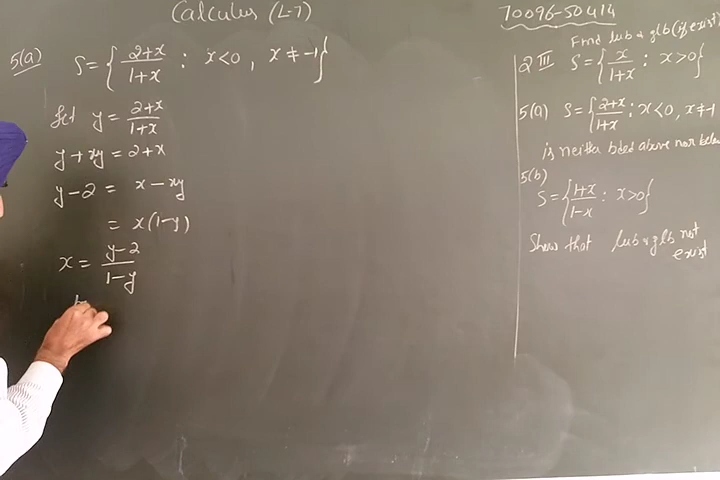 Calculus (L-7)
5(a) S = { 2+x / 1+x : x<0 , x ≠ -1 }
Let y = 2+x / 1+x
y + xy = 2+x
y-2 = x - xy
= x(1-y)
x = y-2 / 1-y
70096-50414
Find lub & glb (if exist)
2 III S = { x / 1+x : x>0 }
5(a) S = { 2+x / 1+x : x<0, x ≠ -1
is neither bded above nor below
5(b)
S = { 1+x / 1-x : x>0 }
Show that lub & glb not
exist